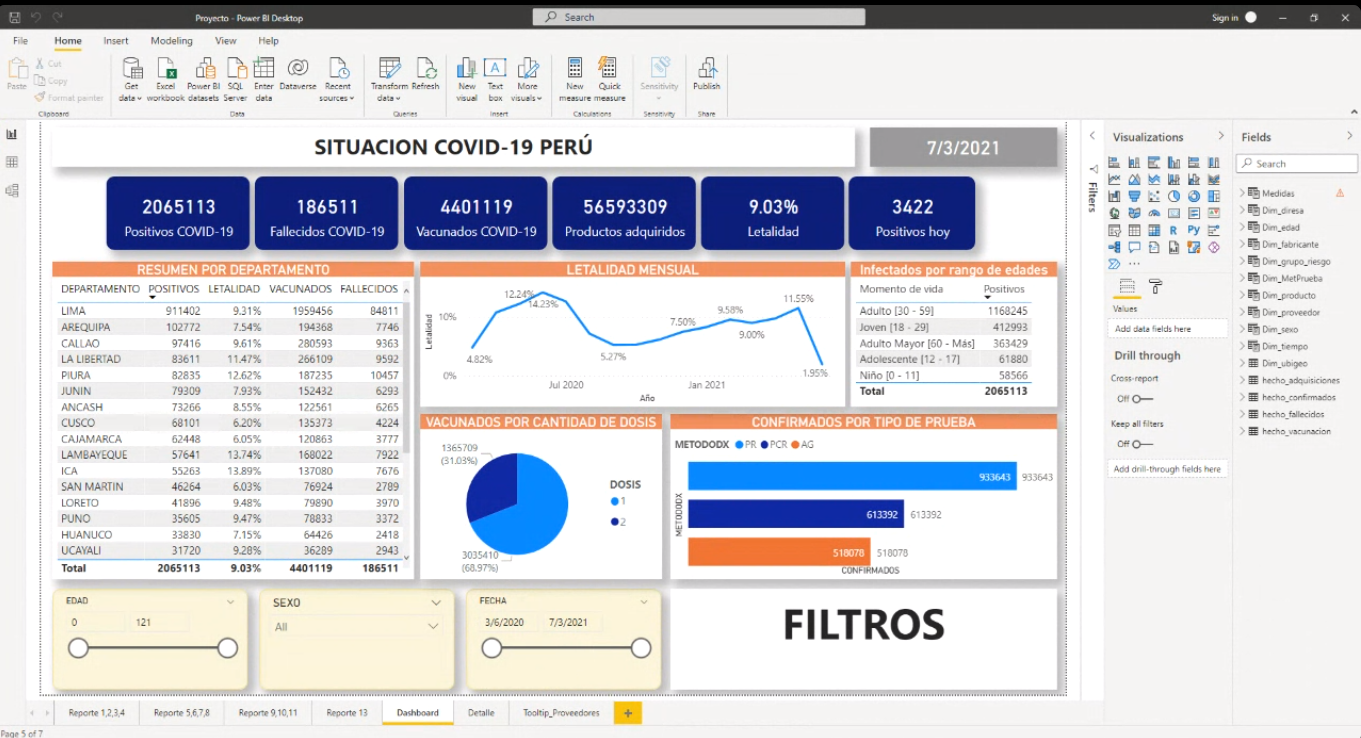 Proyecto - Power BI Desktop
Search
Sign in
File Home Insert Modeling View Help
Paste
Cut
Copy
Format painter
Clipboard
Get data
Excel workbook
Power BI datasets
SQL Server
Enter data
Dataverse
Recent sources
Data
Transform data
Refresh
Queries
New visual
Text box
More visuals
Insert
New measure
Quick measure
Calculations
Sensitivity
Sensitivity
Publish
Share
SITUACION COVID-19 PERÚ
7/3/2021
2065113
Positivos COVID-19
186511
Fallecidos COVID-19
4401119
Vacunados COVID-19
56593309
Productos adquiridos
9.03%
Letalidad
3422
Positivos hoy
RESUMEN POR DEPARTAMENTO
DEPARTAMENTO POSITIVOS LETALIDAD VACUNADOS FALLECIDOS
LIMA 911402 9.31% 1959456 84811
AREQUIPA 102772 7.54% 194368 7746
CALLAO 97416 9.61% 280593 9363
LA LIBERTAD 83611 11.47% 266109 9592
PIURA 82835 12.62% 187235 10457
JUNIN 79309 7.93% 152432 6293
ANCASH 73266 8.55% 122561 6265
CUSCO 68101 6.20% 135373 4224
CAJAMARCA 62448 6.05% 120863 3777
LAMBAYEQUE 57641 13.74% 168022 7922
ICA 55263 13.89% 137080 7676
SAN MARTIN 46264 6.03% 76924 2789
LORETO 41896 9.48% 79890 3970
PUNO 35605 9.47% 78833 3372
HUANUCO 33830 7.15% 64426 2418
UCAYALI 31720 9.28% 36289 2943
Total 2065113 9.03% 4401119 186511
LETALIDAD MENSUAL
Letalidad
10%
0%
4.82%
12.24%
14.23%
5.27%
7.50%
9.58%
9.00%
11.55%
1.95%
Jul 2020
Jan 2021
Año
Infectados por rango de edades
Momento de vida Positivos
Adulto [30 - 59] 1168245
Joven [18 - 29] 412993
Adulto Mayor [60 - Más] 363429
Adolescente [12 - 17] 61880
Niño [0 - 11] 58566
Total 2065113
VACUNADOS POR CANTIDAD DE DOSIS
1365709
(31.03%)
3035410
(68.97%)
DOSIS
1
2
CONFIRMADOS POR TIPO DE PRUEBA
METODODX PR PCR AG
METODODX
933643 933643
613392 613392
518078 518078
CONFIRMADOS
EDAD
0 121
SEXO
All
FECHA
3/6/2020 7/3/2021
FILTROS
Filters
Visualizations
R Py
Values
Add data fields here
Drill through
Cross-report
Off
Keep all filters
Off
Add drill-through fields here
Fields
Search
Medidas
Dim_diresa
Dim_edad
Dim_fabricante
Dim_grupo_riesgo
Dim_MetPrueba
Dim_producto
Dim_proveedor
Dim_sexo
Dim_tiempo
Dim_ubigeo
hecho_adquisiciones
hecho_confirmados
hecho_fallecidos
hecho_vacunacion
Reporte 1,2,3,4 Reporte 5,6,7,8 Reporte 9,10,11 Reporte 13 Dashboard Detalle Tooltip_Proveedores +
Page 5 of 7